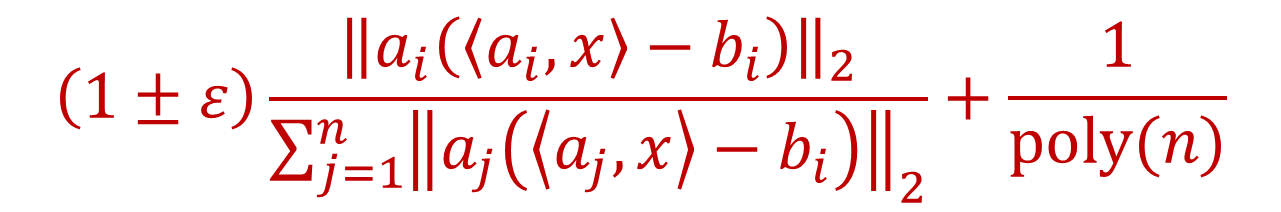 (1 ± ε) ‖a_i(⟨a_i, x⟩ − b_i)‖_2 / ∑_{j=1}^{n} ‖a_j(⟨a_j, x⟩ − b_i)‖_2 + 1 / poly(n)